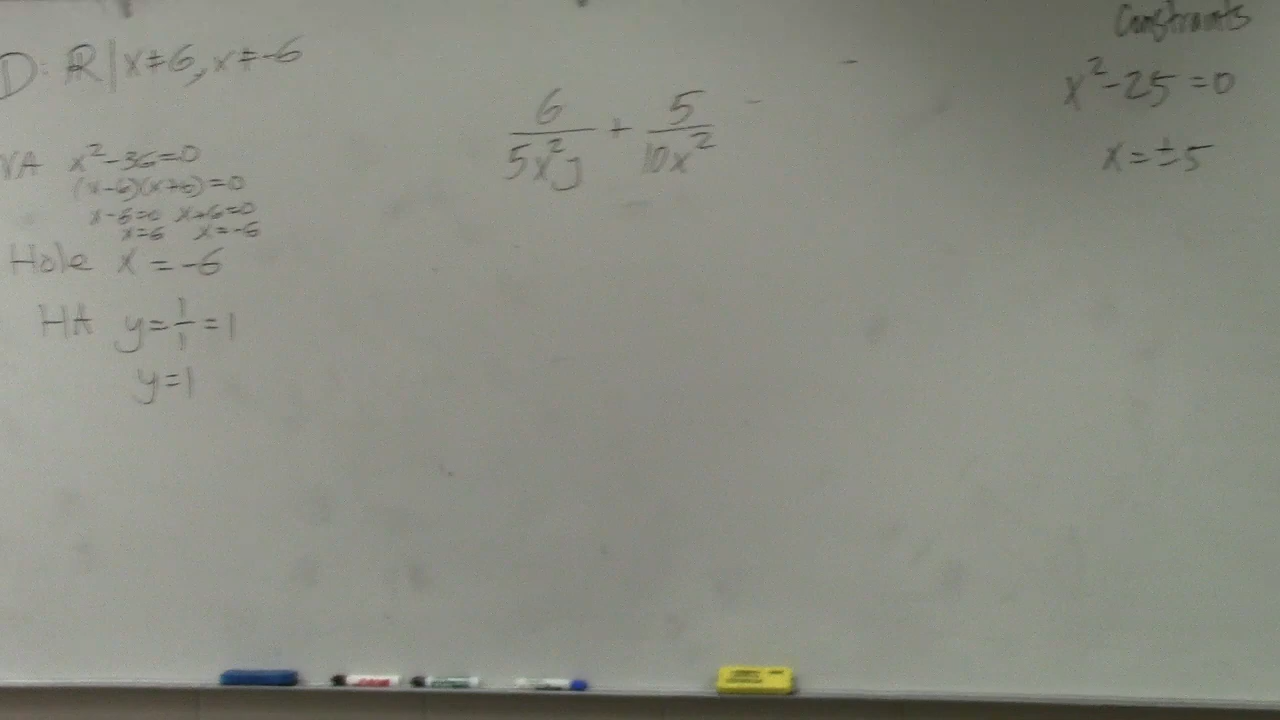 D: ℝ | x≠6, x≠-6
VA x²-36=0
(x-6)(x+6)=0
x-6=0 x+6=0
x=6 x=-6
Hole x=-6
HA y=1/1=1
y=1
6/5x²y + 5/10x²
Constraints
x²-25=0
x=±5